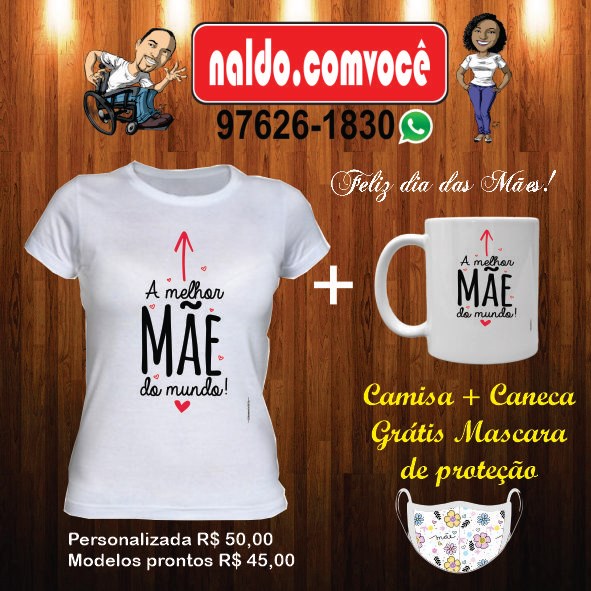 naldo.comvocê
97626-1830
Feliz dia das Mães!
A melhor
MÃE
do mundo!
+
A melhor
MÃE
do mundo!
Camisa + Caneca
Grátis Mascara
de proteção
mãe
Personalizada R$ 50,00
Modelos prontos R$ 45,00